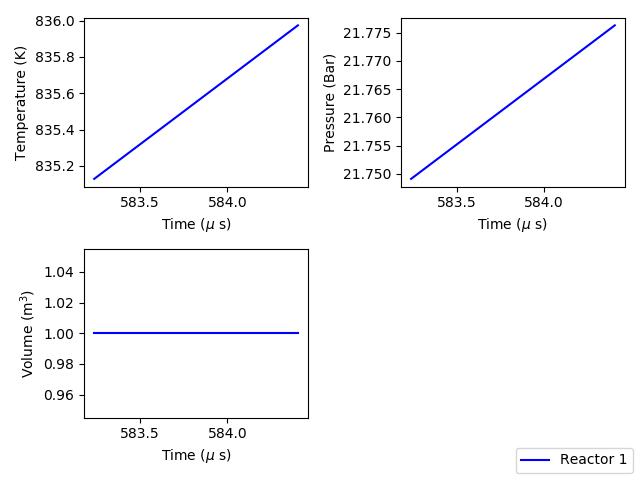 836.0
835.8
835.6
835.4
835.2
Temperature (K)
583.5 584.0
Time (μ s)
21.775
21.770
21.765
21.760
21.755
21.750
Pressure (Bar)
583.5 584.0
Time (μ s)
1.04
1.02
1.00
0.98
0.96
Volume (m³)
583.5 584.0
Time (μ s)
Reactor 1